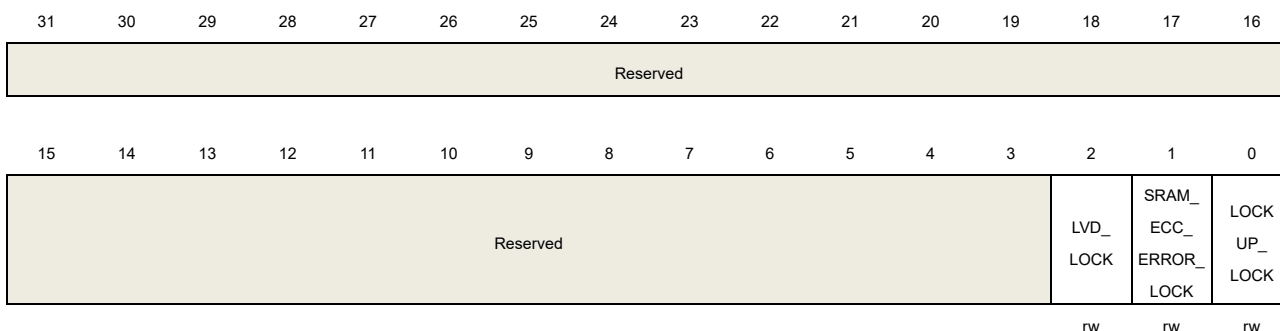 31 30 29 28 27 26 25 24 23 22 21 20 19 18 17 16
Reserved
15 14 13 12 11 10 9 8 7 6 5 4 3 2 1 0
Reserved
LVD_
LOCK
SRAM_
ECC_
ERROR_
LOCK
LOCK
UP_
LOCK
rw rw rw